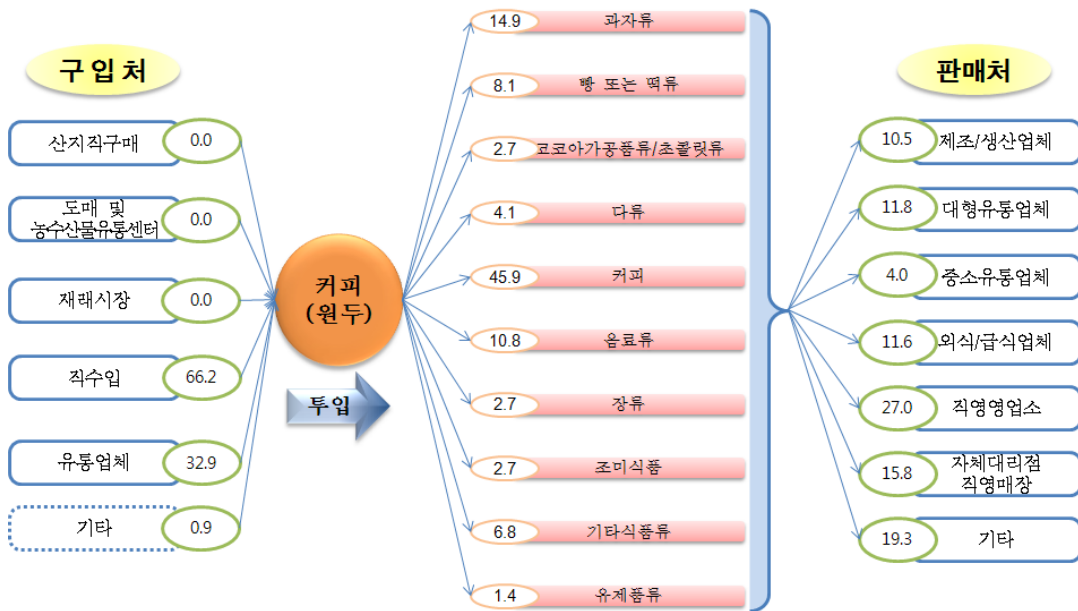 구입처
산지직구매
0.0
도매 및
농수산물유통센터
0.0
재래시장
0.0
직수입
66.2
유통업체
32.9
기타
0.9
커피
(원두)
투입
14.9
과자류
8.1
빵 또는 떡류
2.7
코코아가공품류/초콜릿류
4.1
다류
45.9
커피
10.8
음료류
2.7
장류
2.7
조미식품
6.8
기타식품류
1.4
유제품류
판매처
10.5
제조/생산업체
11.8
대형유통업체
4.0
중소유통업체
11.6
외식/급식업체
27.0
직영영업소
15.8
자체대리점
직영매장
19.3
기타